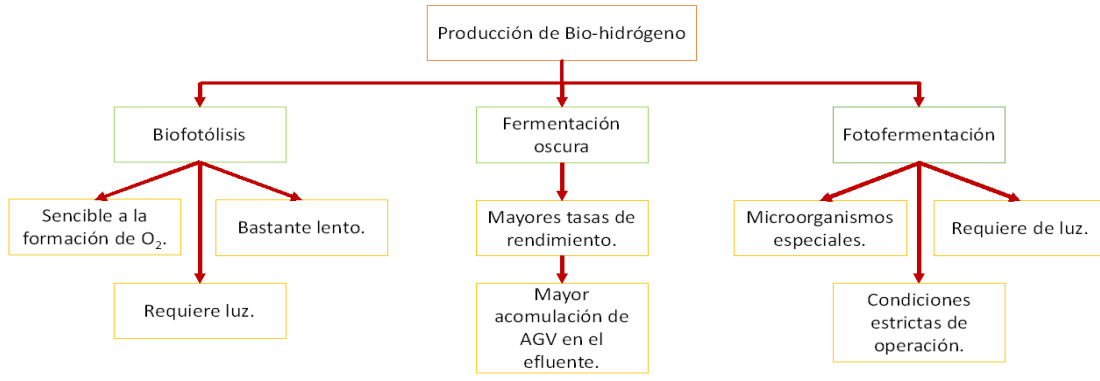 Producción de Bio-hidrógeno
Biofotólisis
Fermentación
oscura
Fotofermentación
Sencible a la
formación de O₂.
Bastante lento.
Mayores tasas de
rendimiento.
Microorganismos
especiales.
Requiere de luz.
Requiere luz.
Mayor
acomulación de
AGV en el
efluente.
Condiciones
estrictas de
operación.